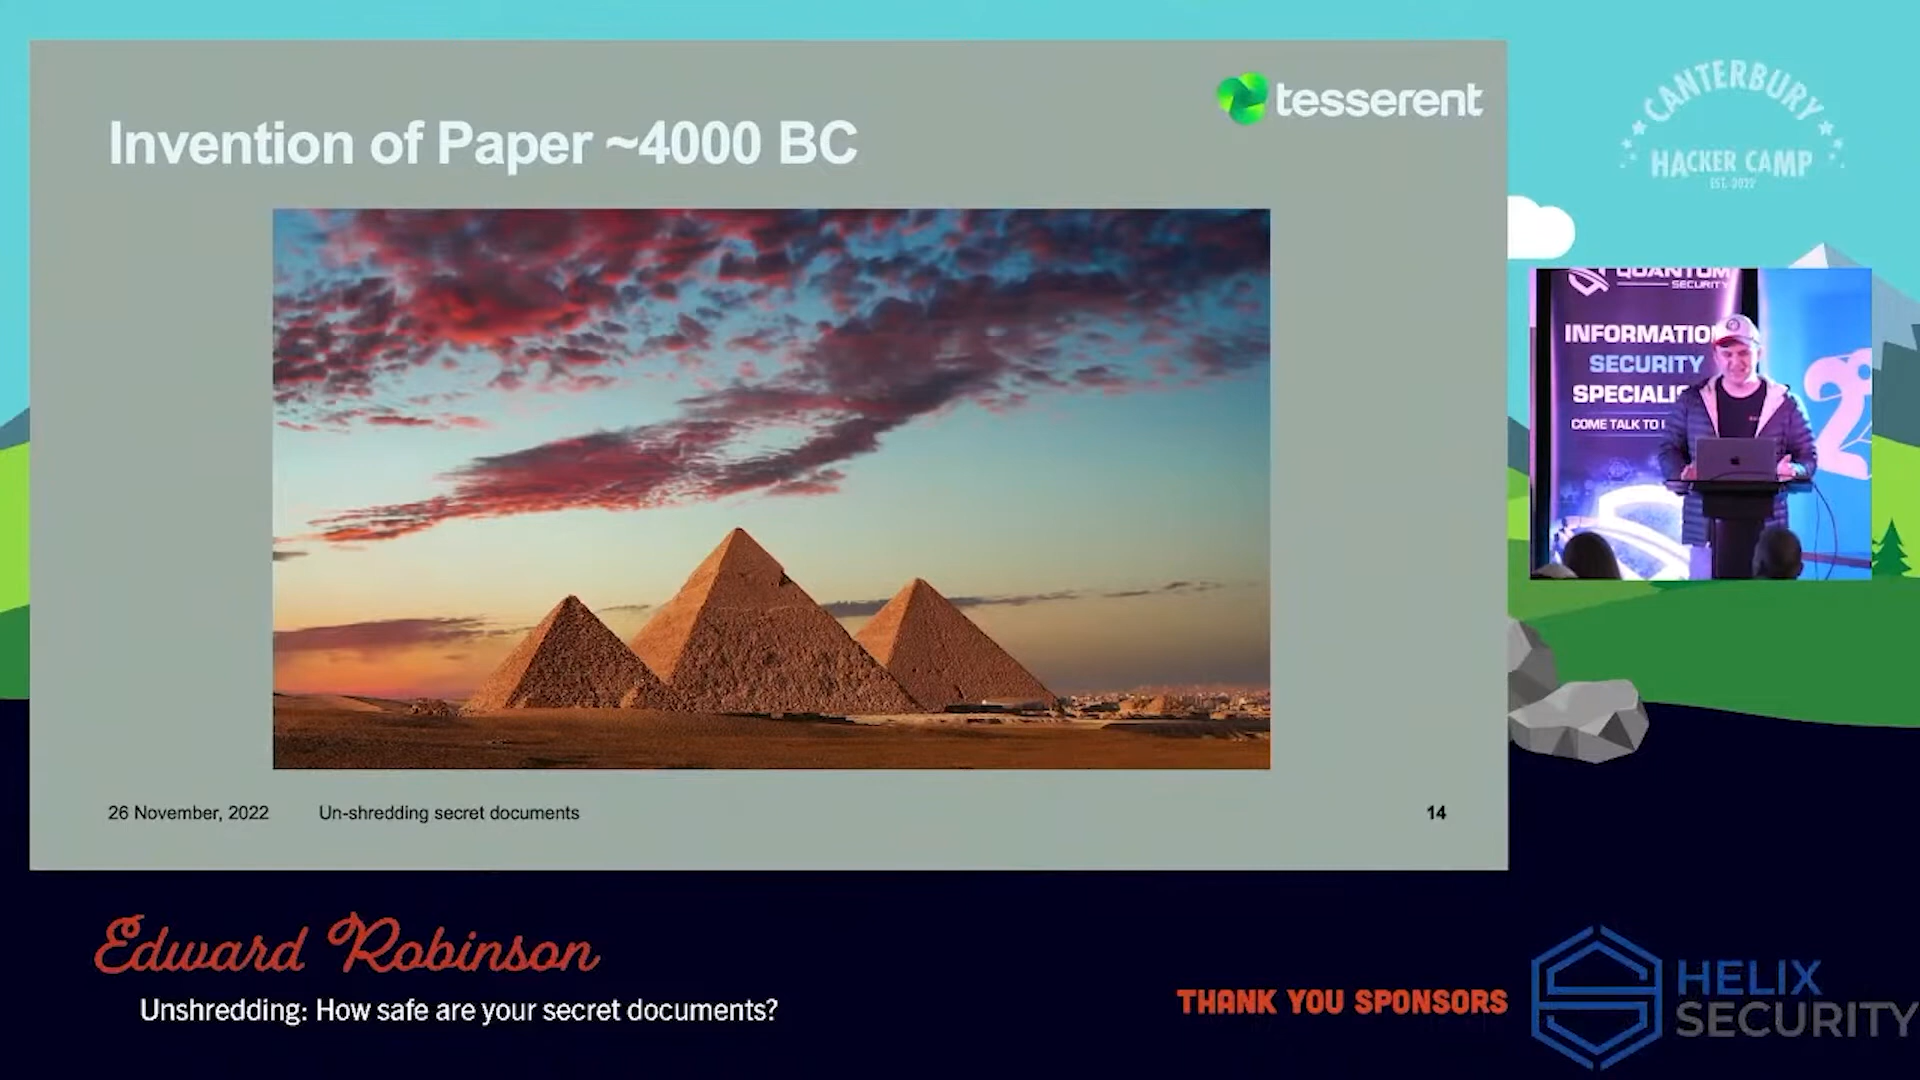 tesserent
Invention of Paper ~4000 BC
26 November, 2022
Un-shredding secret documents
14
CANTERBURY
HACKER CAMP
EST. 2022
QUANTUM
SECURITY
INFORMATIO
SECURITY
SPECIALIS
COME TALK TO
Edward Robinson
Unshredding: How safe are your secret documents?
THANK YOU SPONSORS
HELIX
SECURITY